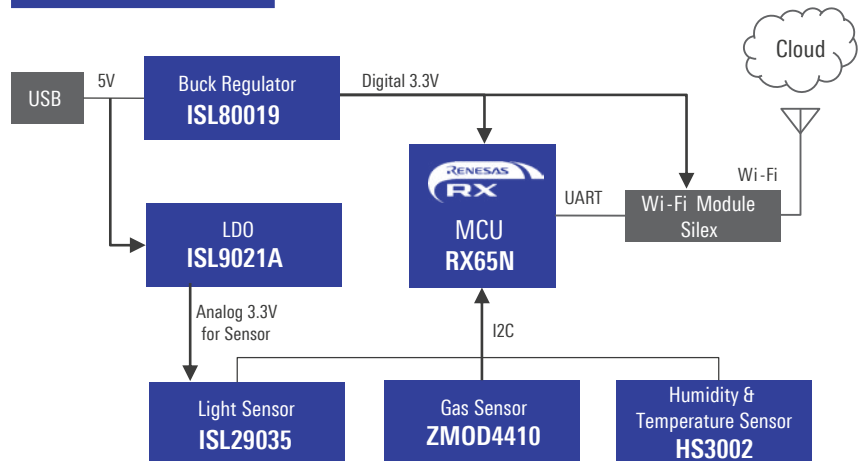 Cloud
USB
5V
Buck Regulator
ISL80019
Digital 3.3V
RENESAS
RX
MCU
RX65N
UART
Wi-Fi
Wi-Fi Module
Silex
LDO
ISL9021A
Analog 3.3V
for Sensor
I2C
Light Sensor
ISL29035
Gas Sensor
ZMOD4410
Humidity &
Temperature Sensor
HS3002